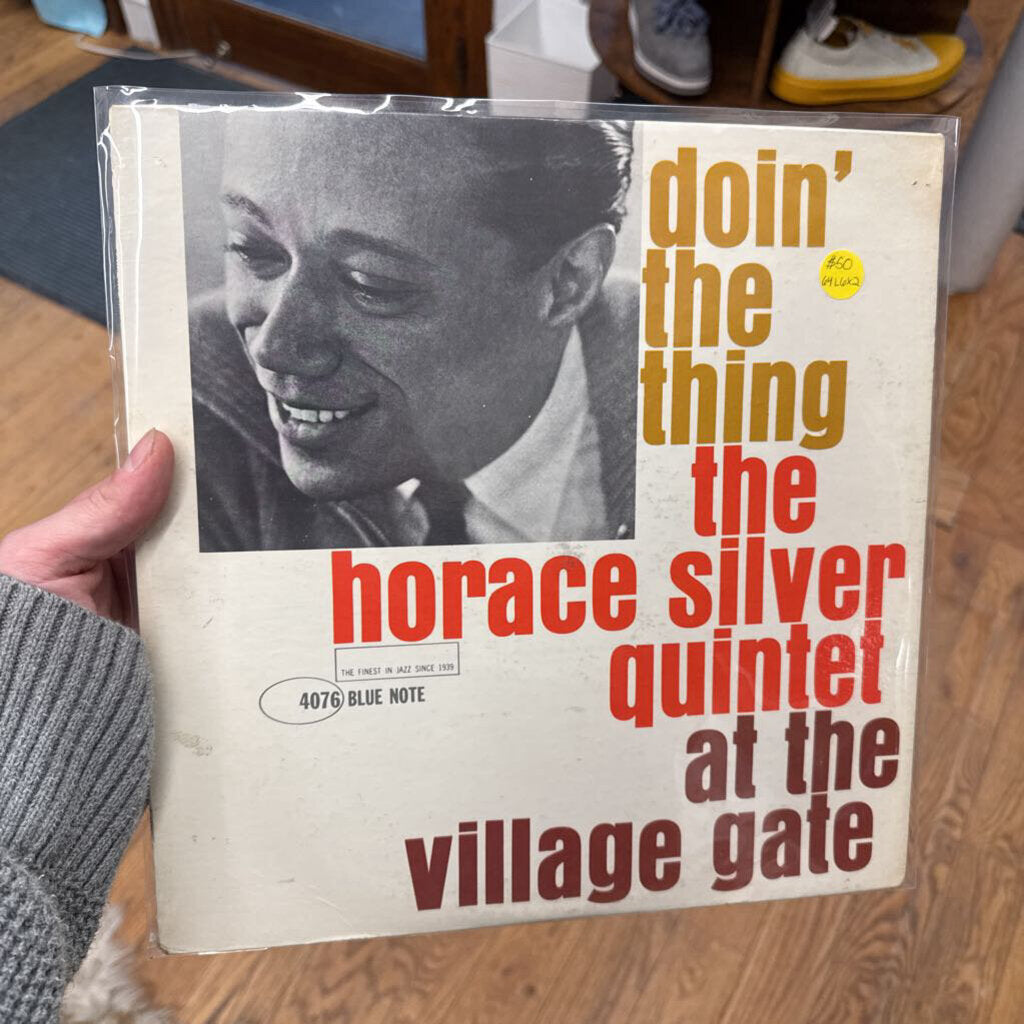 doin'
the
thing
$50
the
horace silver
quintet
THE FINEST IN JAZZ SINCE 1939
4076 BLUE NOTE
at the
village gate